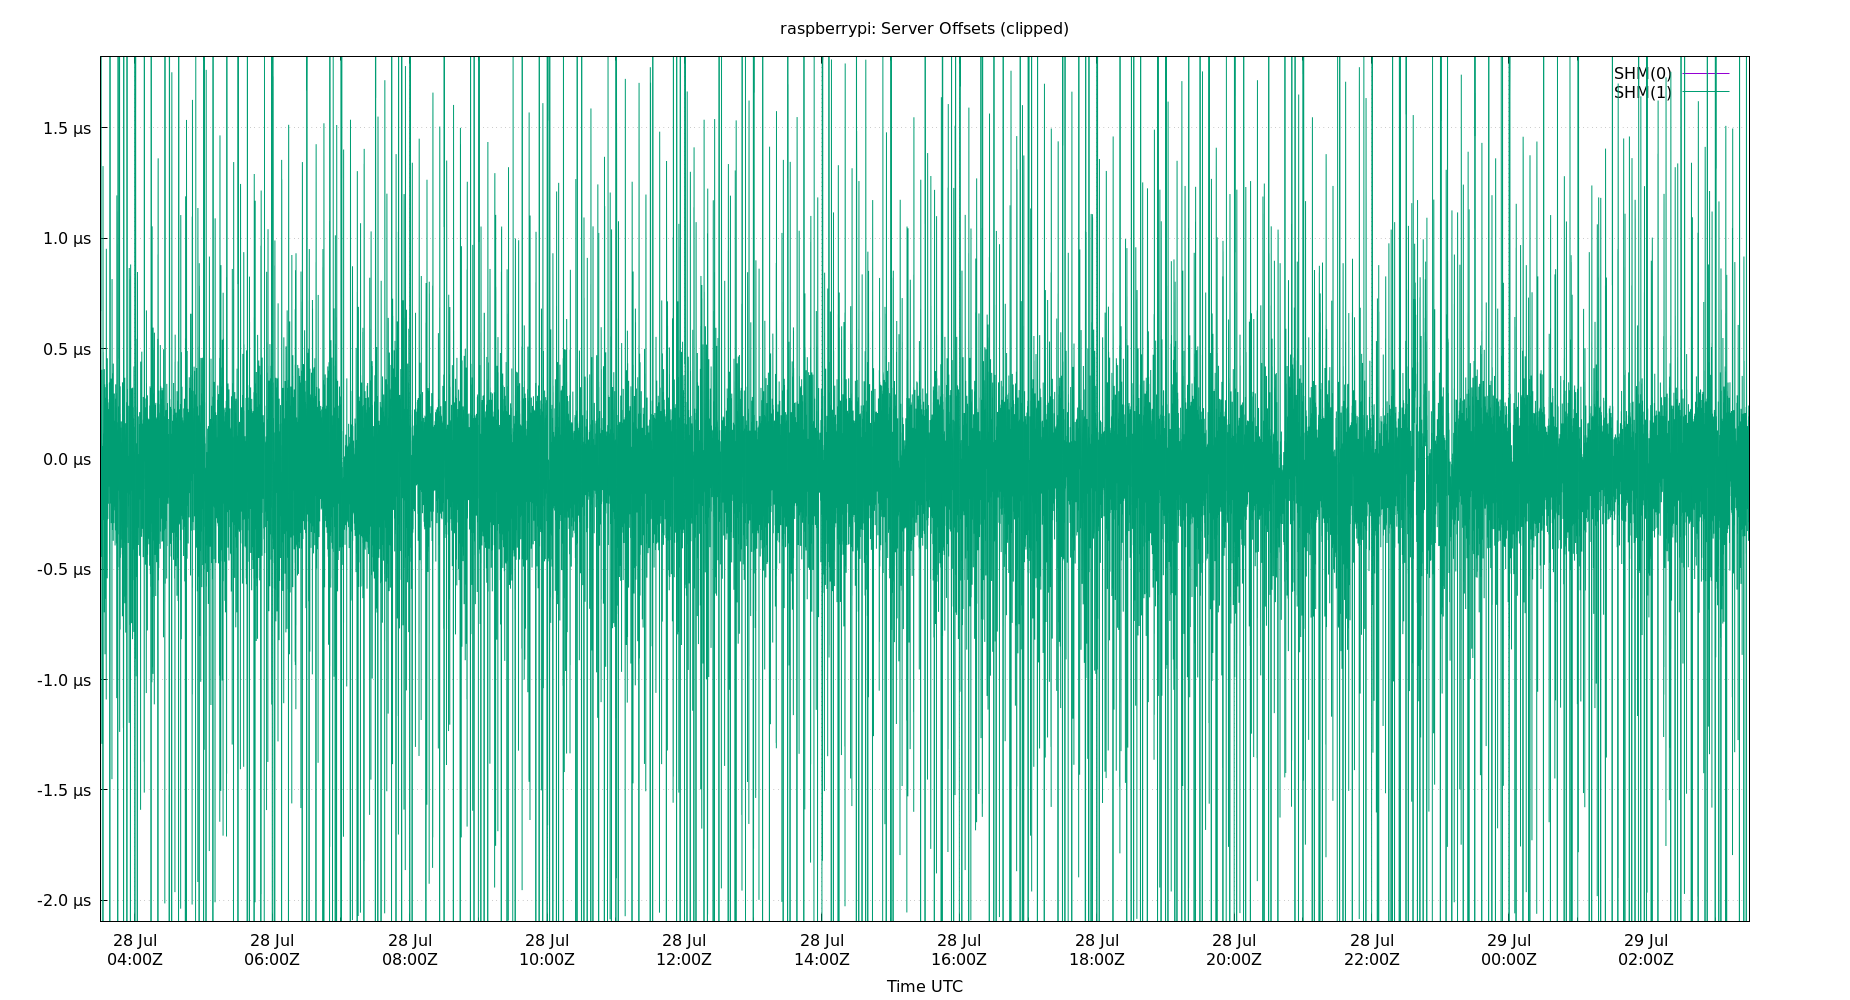 raspberrypi: Server Offsets (clipped)
SHM(0)
SHM(1)
1.5 µs
1.0 µs
0.5 µs
0.0 µs
-0.5 µs
-1.0 µs
-1.5 µs
-2.0 µs
28 Jul 28 Jul 28 Jul 28 Jul 28 Jul 28 Jul 28 Jul 28 Jul 28 Jul 28 Jul 29 Jul 29 Jul
04:00Z 06:00Z 08:00Z 10:00Z 12:00Z 14:00Z 16:00Z 18:00Z 20:00Z 22:00Z 00:00Z 02:00Z
Time UTC